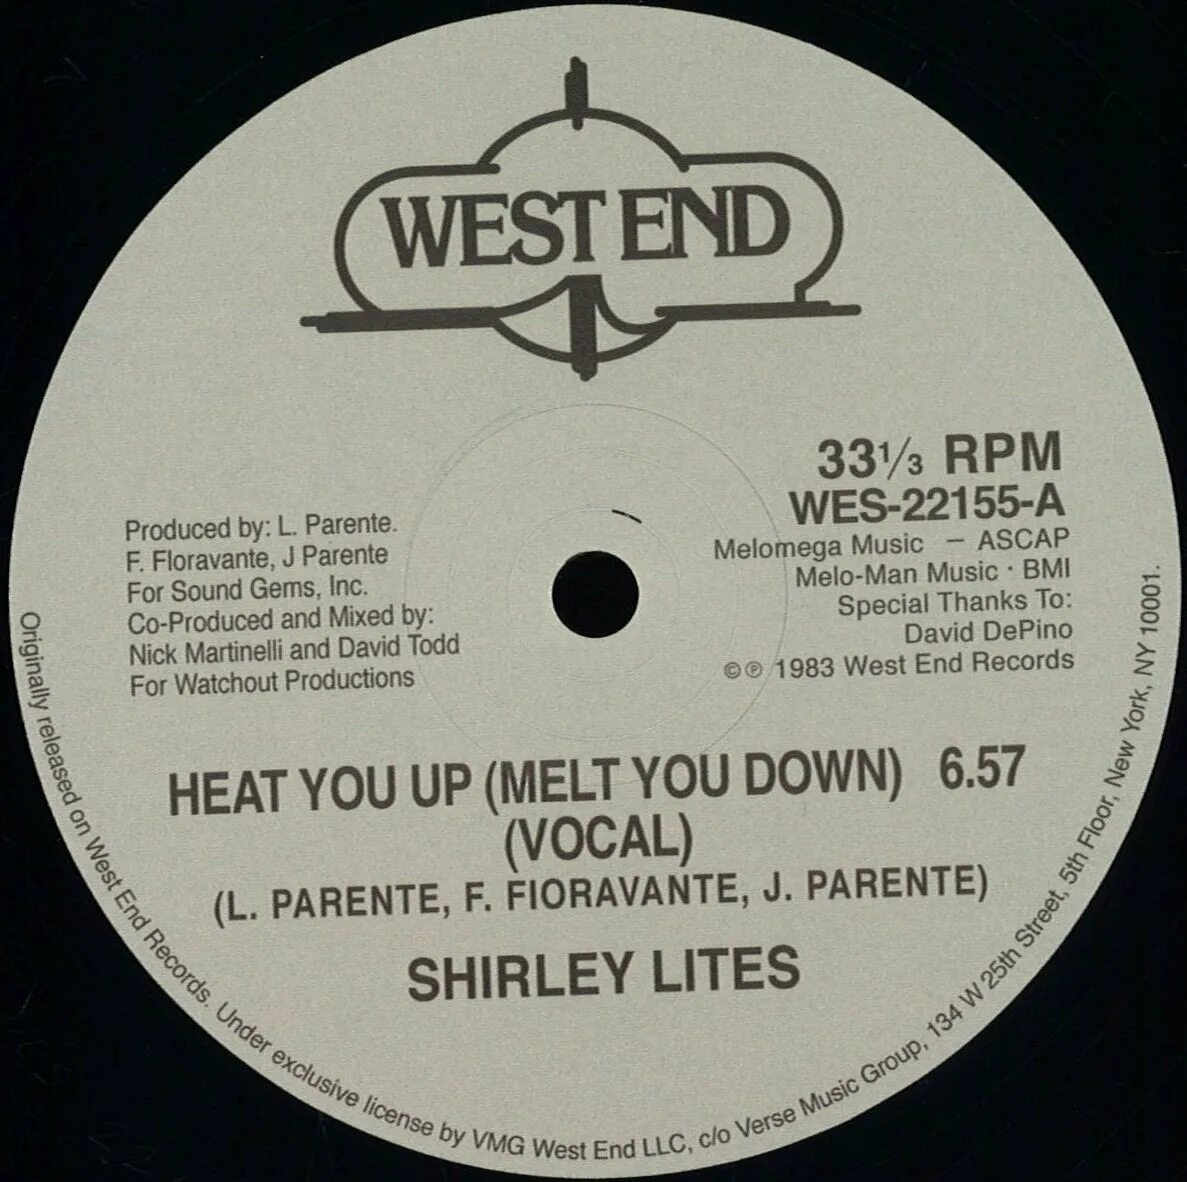 WEST END
33 1/3 RPM
WES-22155-A
Melomega Music – ASCAP
Melo-Man Music · BMI
Special Thanks To:
David DePino
©℗ 1983 West End Records
Produced by: L. Parente.
F. Floravante, J Parente
For Sound Gems, Inc.
Co-Produced and Mixed by:
Nick Martinelli and David Todd
For Watchout Productions
HEAT YOU UP (MELT YOU DOWN) 6.57
(VOCAL)
(L. PARENTE, F. FIORAVANTE, J. PARENTE)
SHIRLEY LITES
Originally released on West End Records. Under exclusive license by VMG West End LLC, c/o Verse Music Group, 134 W 25th Street, 5th Floor, New York, NY 10001.